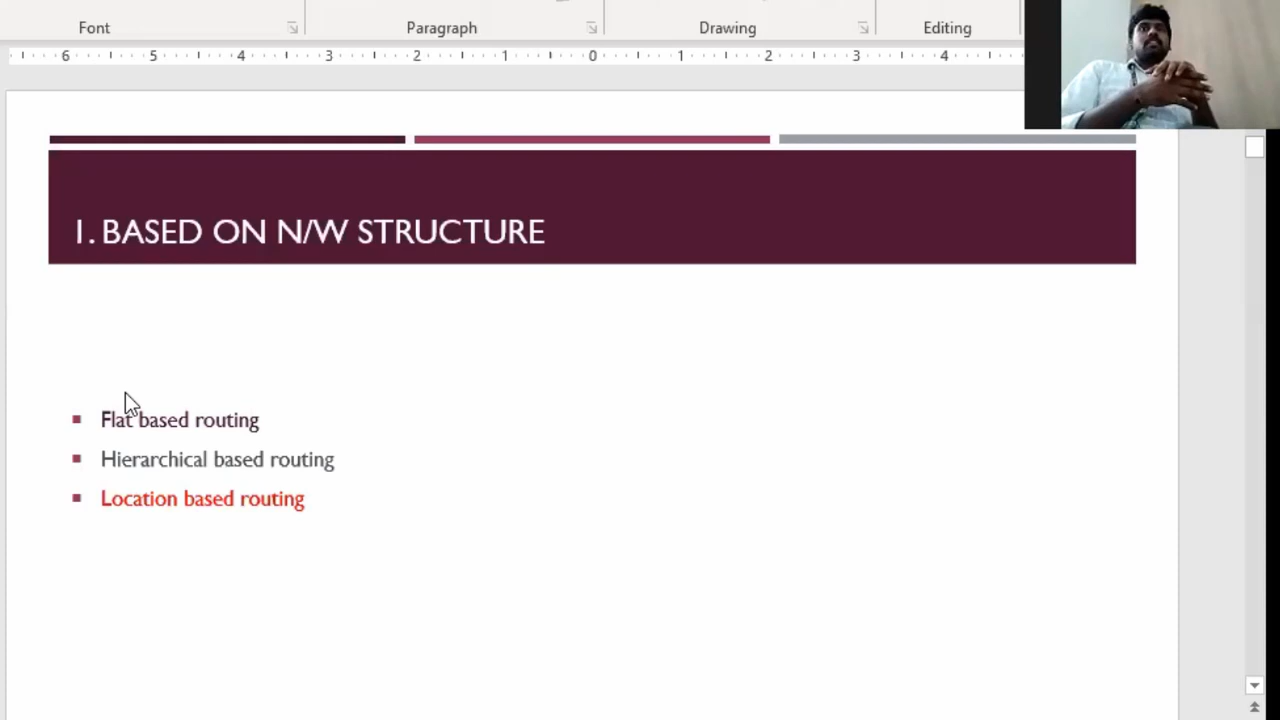 Font Paragraph Drawing Editing
6 5 4 3 2 1 0 1 2 3 4
1. BASED ON N/W STRUCTURE
Flat based routing
Hierarchical based routing
Location based routing